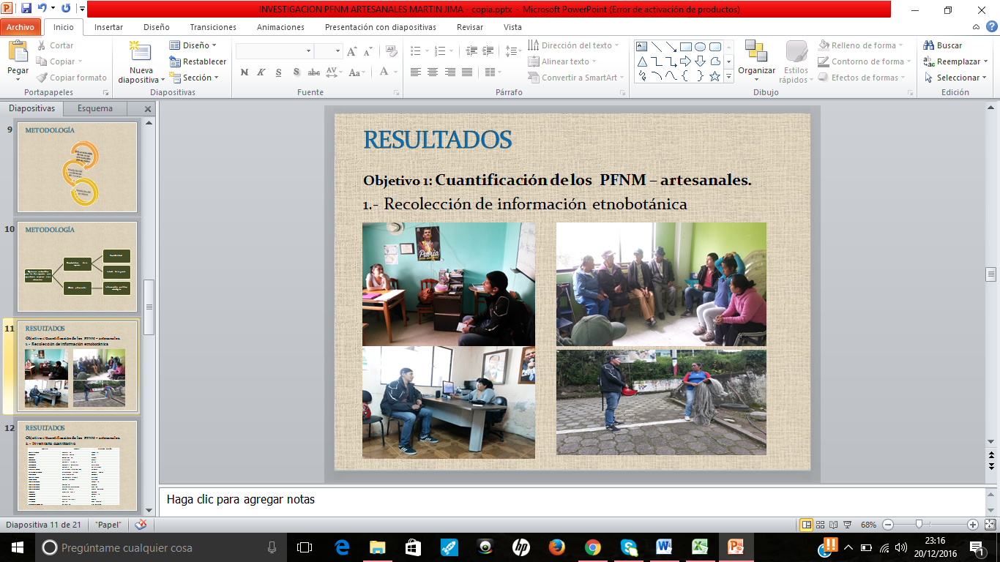 INVESTIGACION PFNM ARTESANALES MARTIN JIMA - copia.pptx - Microsoft PowerPoint (Error de activación de productos)
Archivo Inicio Insertar Diseño Transiciones Animaciones Presentación con diapositivas Revisar Vista
Pegar
Cortar
Copiar
Copiar formato
Portapapeles
Nueva
diapositiva
Diseño
Restablecer
Sección
Diapositivas
N K S S abc AV Aa A
Fuente
Dirección del texto
Alinear texto
Convertir a SmartArt
Párrafo
Organizar
Estilos
rápidos
Relleno de forma
Contorno de forma
Efectos de formas
Dibujo
Buscar
Reemplazar
Seleccionar
Edición
Diapositivas Esquema
9
METODOLOGÍA
10
METODOLOGÍA
11
RESULTADOS
Objetivo 1: Cuantificación de los PFNM – artesanales.
1.- Recolección de información etnobotánica
12
RESULTADOS
Objetivo 1: Cuantificación de los PFNM – artesanales.
1.- Inventario cuantitativo
RESULTADOS
Objetivo 1: Cuantificación de los PFNM – artesanales.
1.- Recolección de información etnobotánica
Patria
Haga clic para agregar notas
Diapositiva 11 de 21 "Papel" 68%
Pregúntame cualquier cosa
23:16
20/12/2016